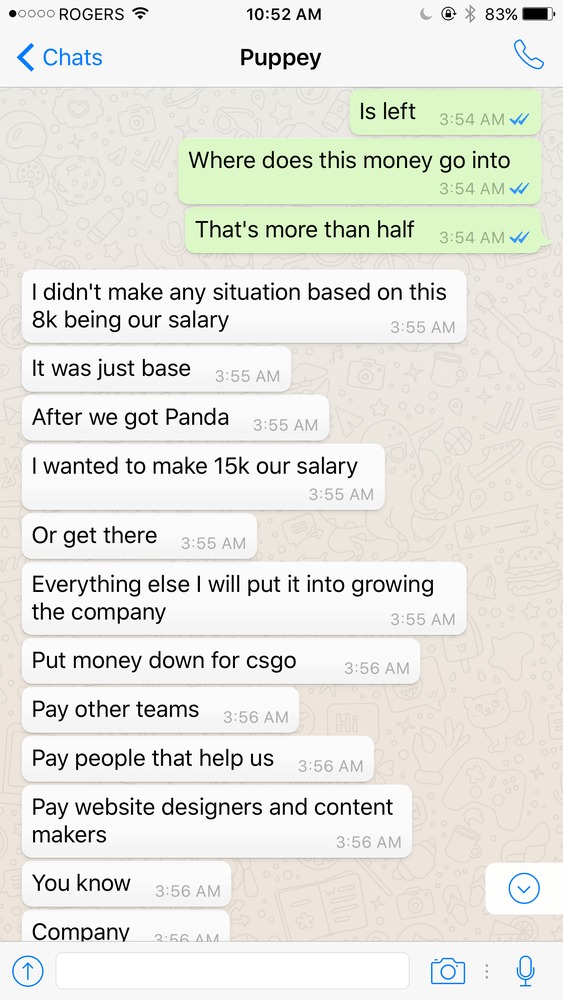 ROGERS 10:52 AM 83%
Chats Puppey
Is left 3:54 AM
Where does this money go into
3:54 AM
That's more than half 3:54 AM
I didn't make any situation based on this
8k being our salary 3:55 AM
It was just base 3:55 AM
After we got Panda 3:55 AM
I wanted to make 15k our salary
3:55 AM
Or get there 3:55 AM
Everything else I will put it into growing
the company 3:55 AM
Put money down for csgo 3:56 AM
Pay other teams 3:56 AM
Pay people that help us 3:56 AM
Pay website designers and content
makers 3:56 AM
You know 3:56 AM
Company 3:56 AM